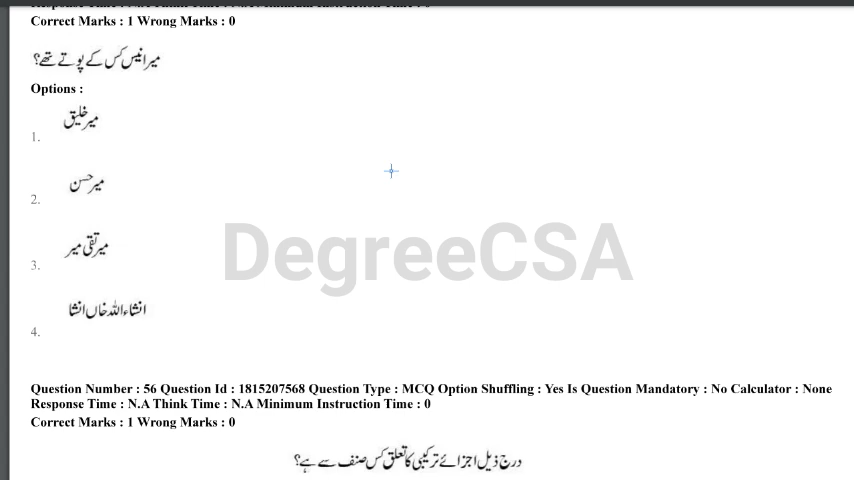 Correct Marks : 1 Wrong Marks : 0
میر انیس کس کے پوتے تھے؟
Options :
میر خلیق
1.
میر حسن
2.
میر تقی میر
3.
انشاء اللہ خاں انشا
4.
DegreeCSA
Question Number : 56 Question Id : 1815207568 Question Type : MCQ Option Shuffling : Yes Is Question Mandatory : No Calculator : None
Response Time : N.A Think Time : N.A Minimum Instruction Time : 0
Correct Marks : 1 Wrong Marks : 0
درج ذیل اجزائے ترکیبی کا تعلق کس صنف سے ہے؟